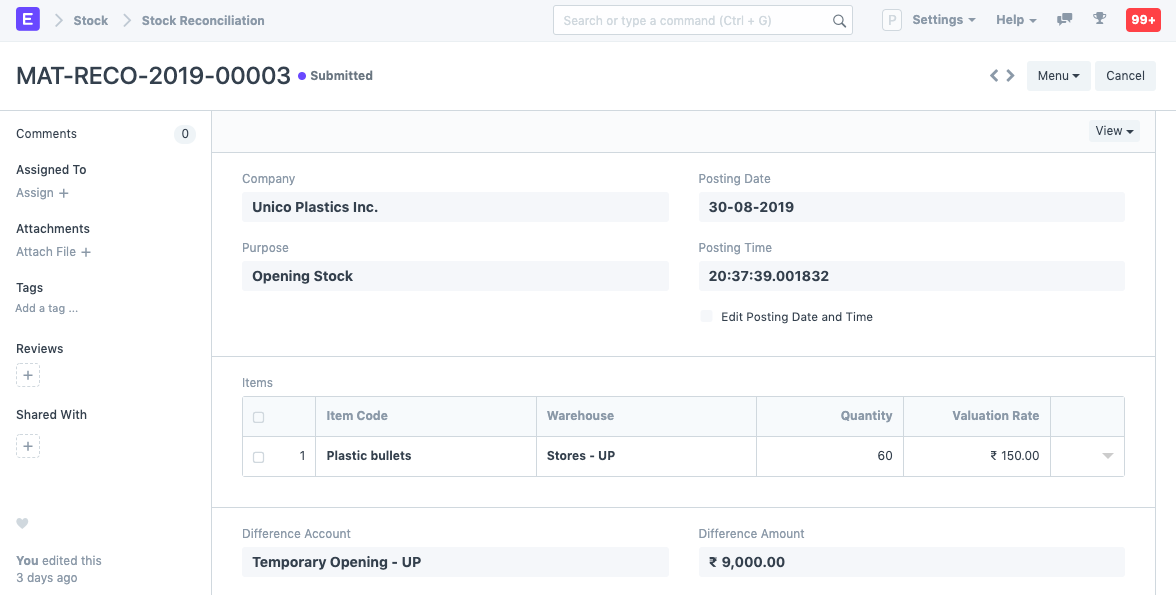 E Stock Stock Reconciliation Search or type a command (Ctrl + G) P Settings Help 99+
MAT-RECO-2019-00003 Submitted Menu Cancel
Comments 0
View
Assigned To
Assign +
Attachments
Attach File +
Tags
Add a tag ...
Reviews
+
Shared With
+
You edited this
3 days ago
Company
Unico Plastics Inc.
Posting Date
30-08-2019
Purpose
Opening Stock
Posting Time
20:37:39.001832
Edit Posting Date and Time
Items
Item Code Warehouse Quantity Valuation Rate
1 Plastic bullets Stores - UP 60 ₹ 150.00
Difference Account
Temporary Opening - UP
Difference Amount
₹ 9,000.00